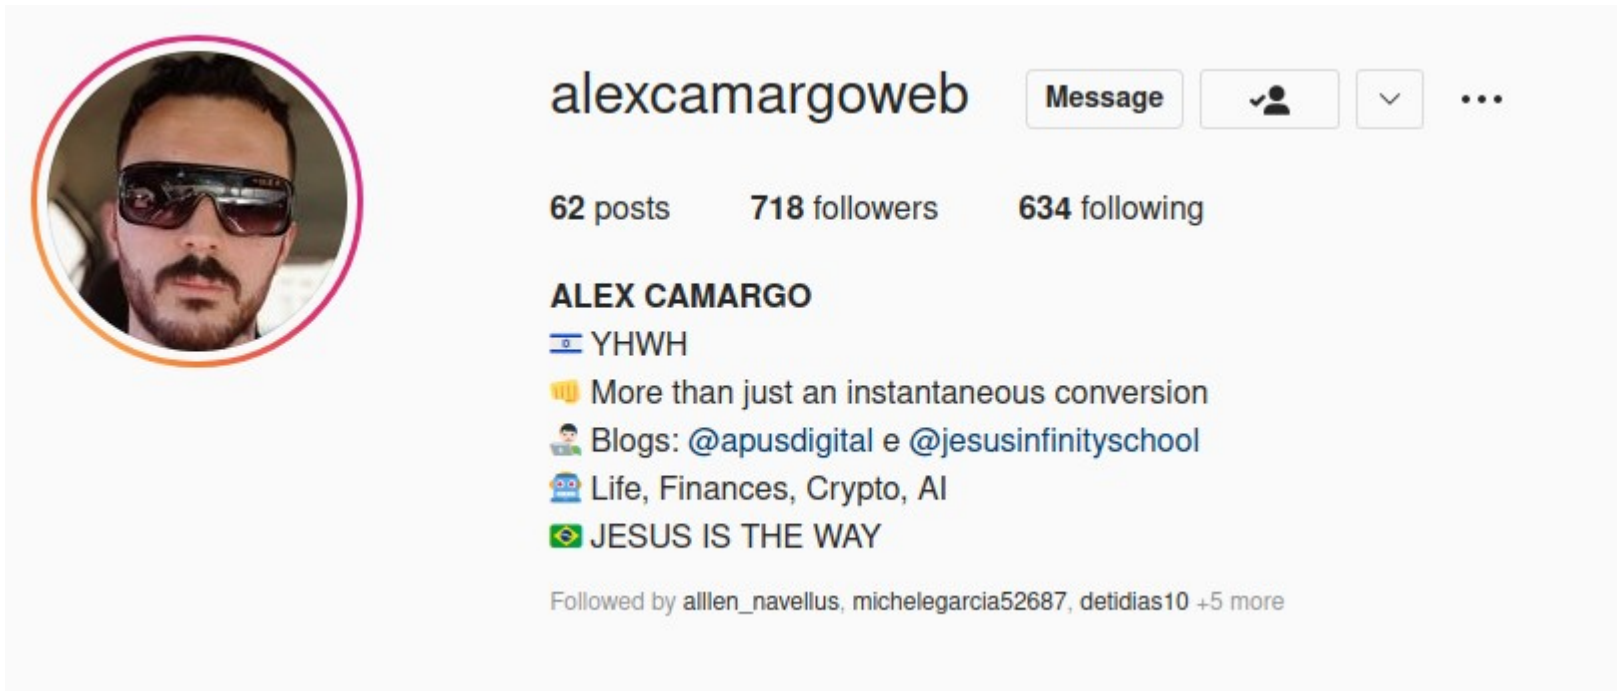 alexcamargoweb Message
62 posts 718 followers 634 following
ALEX CAMARGO
🇮🇱 YHWH
👊 More than just an instantaneous conversion
👨🏻‍💻 Blogs: @apusdigital e @jesusinfinityschool
🤖 Life, Finances, Crypto, AI
🇧🇷 JESUS IS THE WAY
Followed by alllen_navellus, michelegarcia52687, detidias10 +5 more